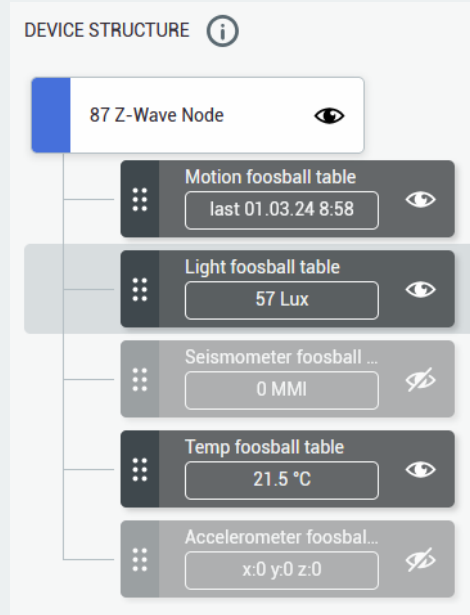 DEVICE STRUCTURE
87 Z-Wave Node
Motion foosball table
last 01.03.24 8:58
Light foosball table
57 Lux
Seismometer foosball ...
0 MMI
Temp foosball table
21.5 °C
Accelerometer foosbal...
x:0 y:0 z:0